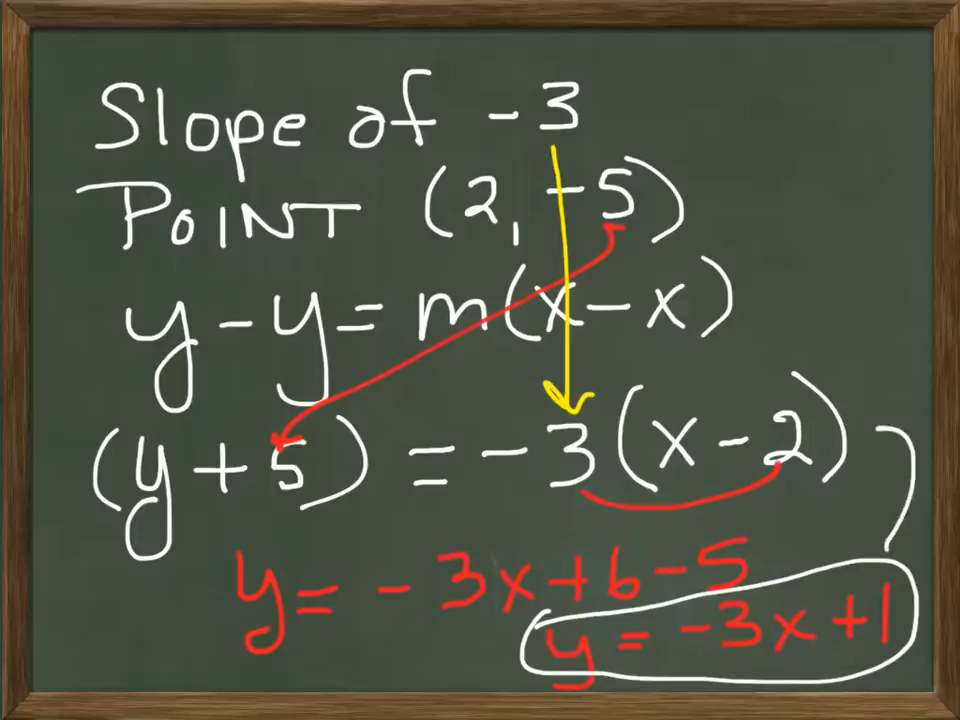 Slope of -3
POINT (2, -5)
y - y = m(x - x)
(y + 5) = -3(x - 2)
y = -3x + 6 - 5
y = -3x + 1